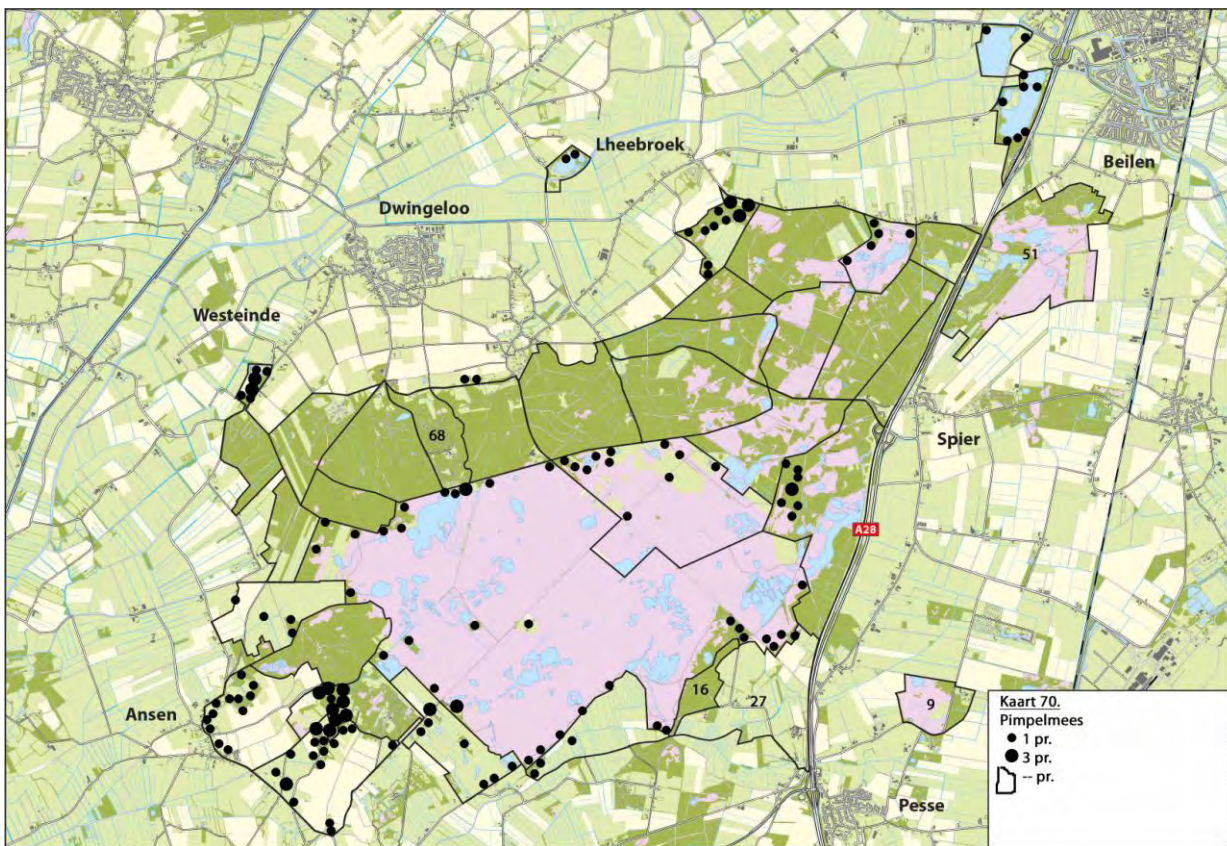 Beilen
Lheebroek
Dwingeloo
51
Westeinde
68
Spier
A28
16
27
9
Ansen
Pesse
Kaart 70.
Pimpelmees
1 pr.
3 pr.
-- pr.